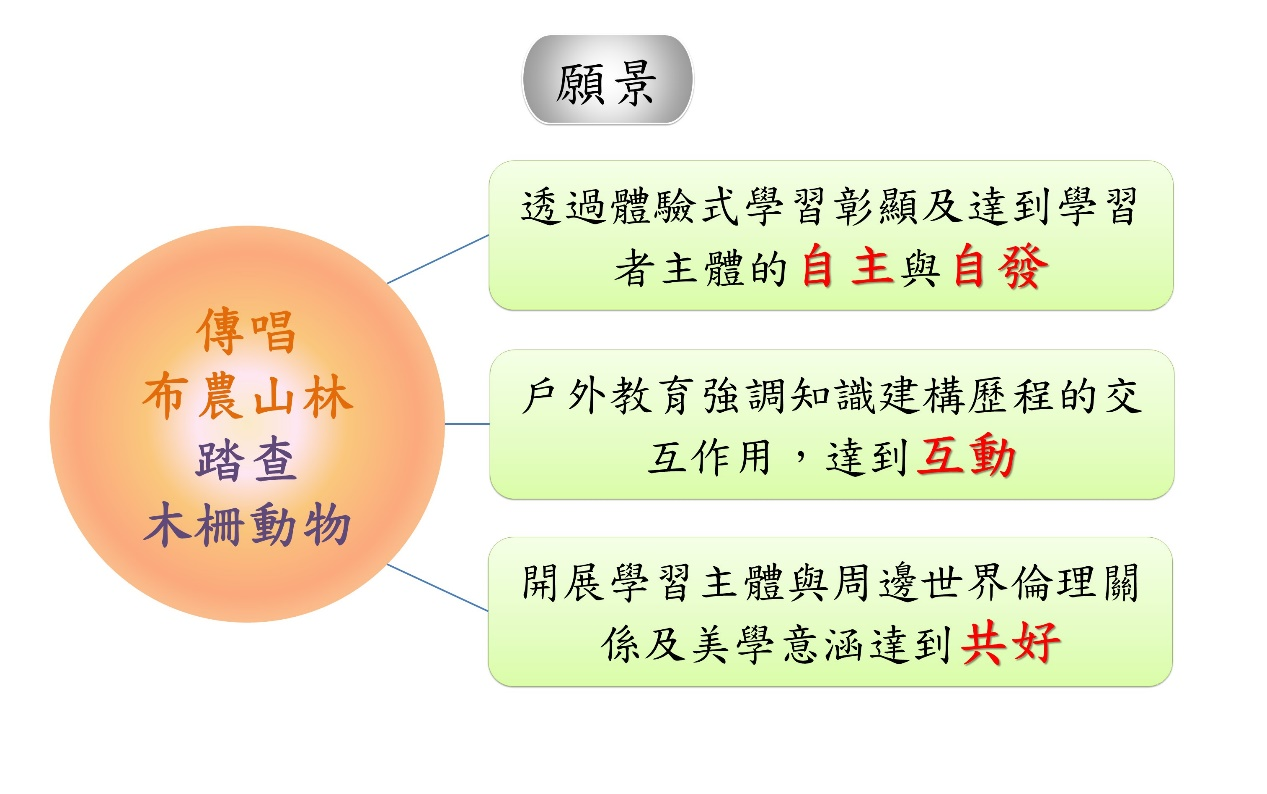 願景
傳唱
布農山林
踏查
木柵動物
透過體驗式學習彰顯及達到學習
者主體的自主與自發
戶外教育強調知識建構歷程的交
互作用，達到互動
開展學習主體與周邊世界倫理關
係及美學意涵達到共好